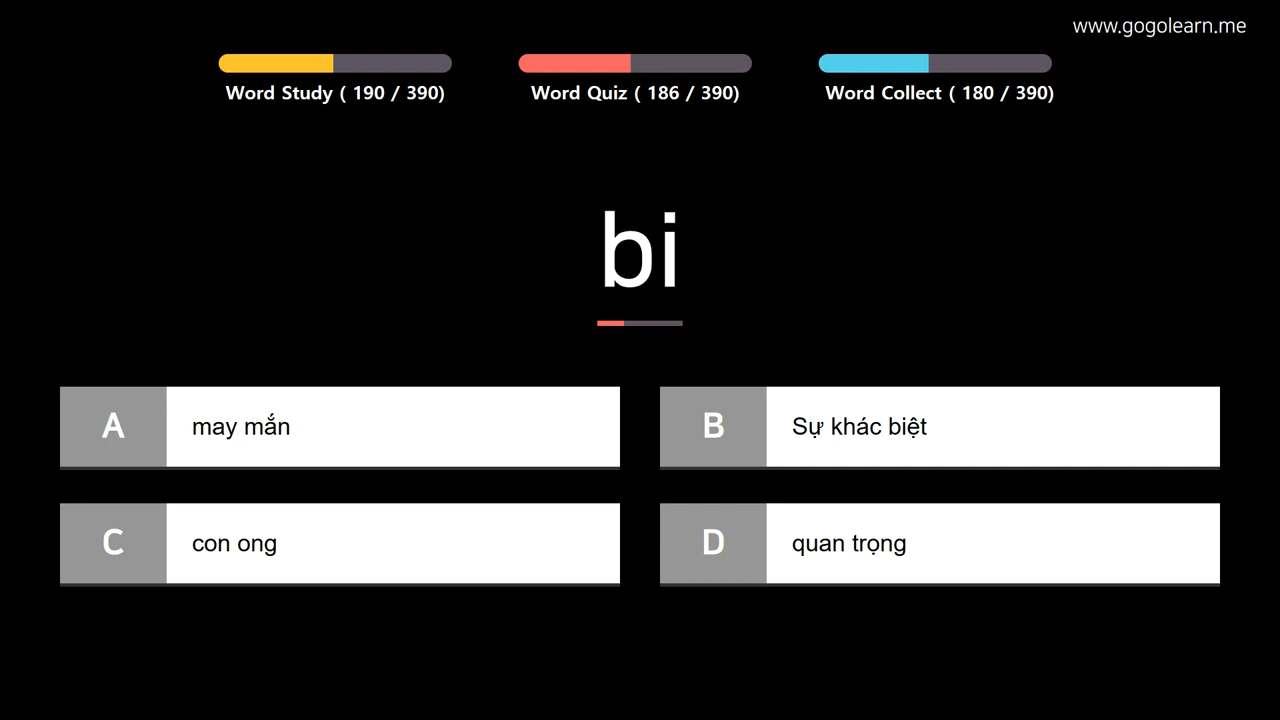 www.gogolearn.me
Word Study ( 190 / 390)
Word Quiz ( 186 / 390)
Word Collect ( 180 / 390)
bi
A may mắn
B Sự khác biệt
C con ong
D quan trọng